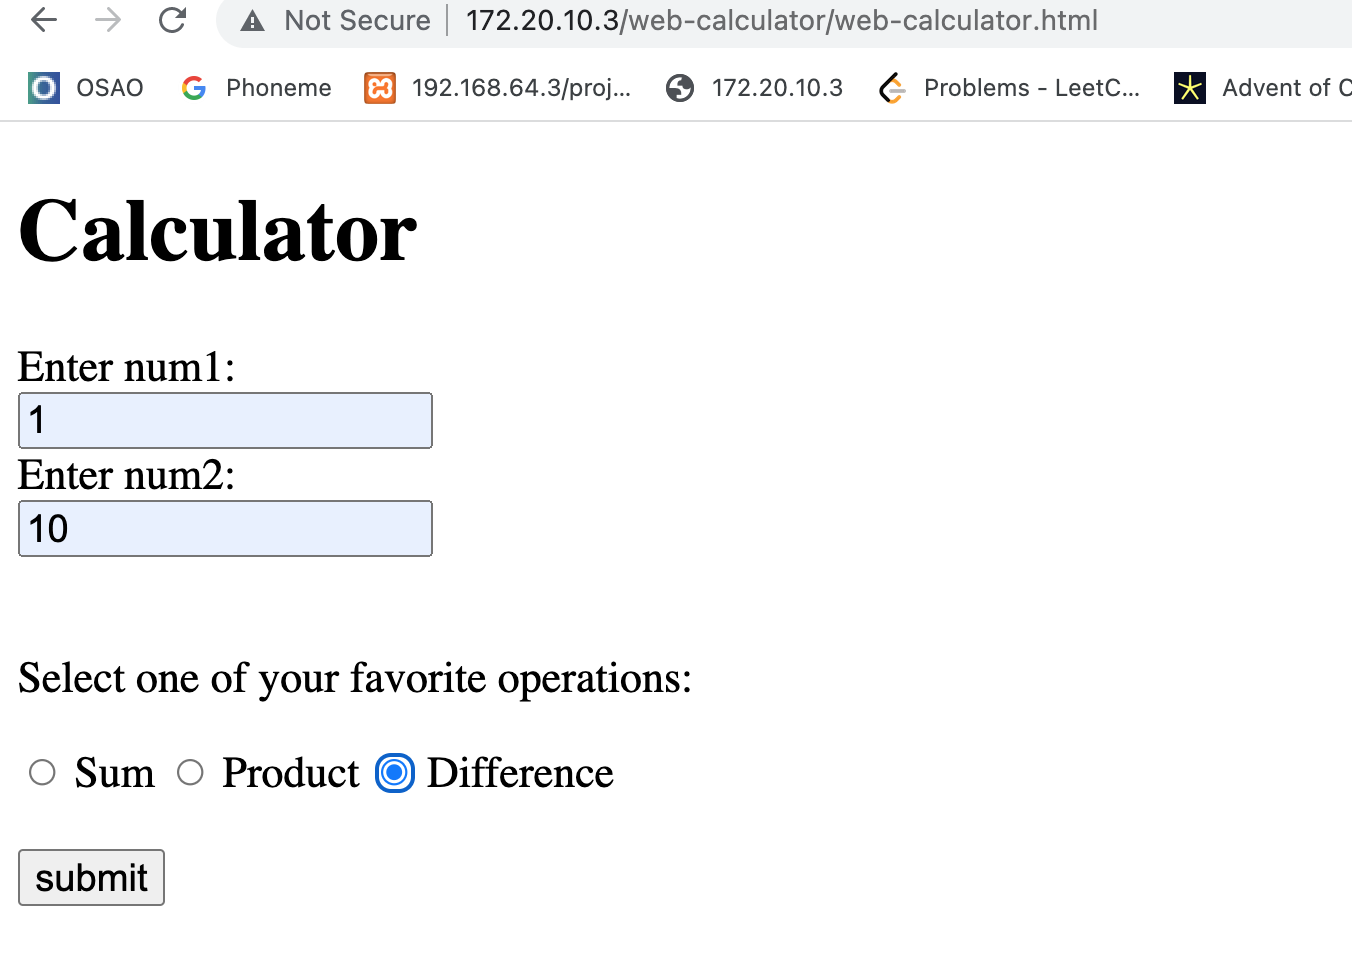 Not Secure | 172.20.10.3/web-calculator/web-calculator.html
OSAO Phoneme 192.168.64.3/proj... 172.20.10.3 Problems - LeetC... Advent of C
Calculator
Enter num1:
1
Enter num2:
10
Select one of your favorite operations:
Sum Product Difference
submit